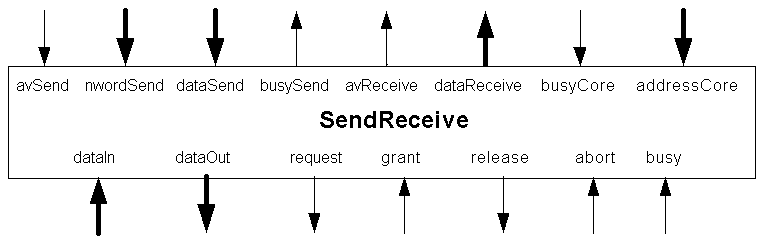 avSend nwordSend dataSend busySend avReceive dataReceive busyCore addressCore
SendReceive
dataIn dataOut request grant release abort busy